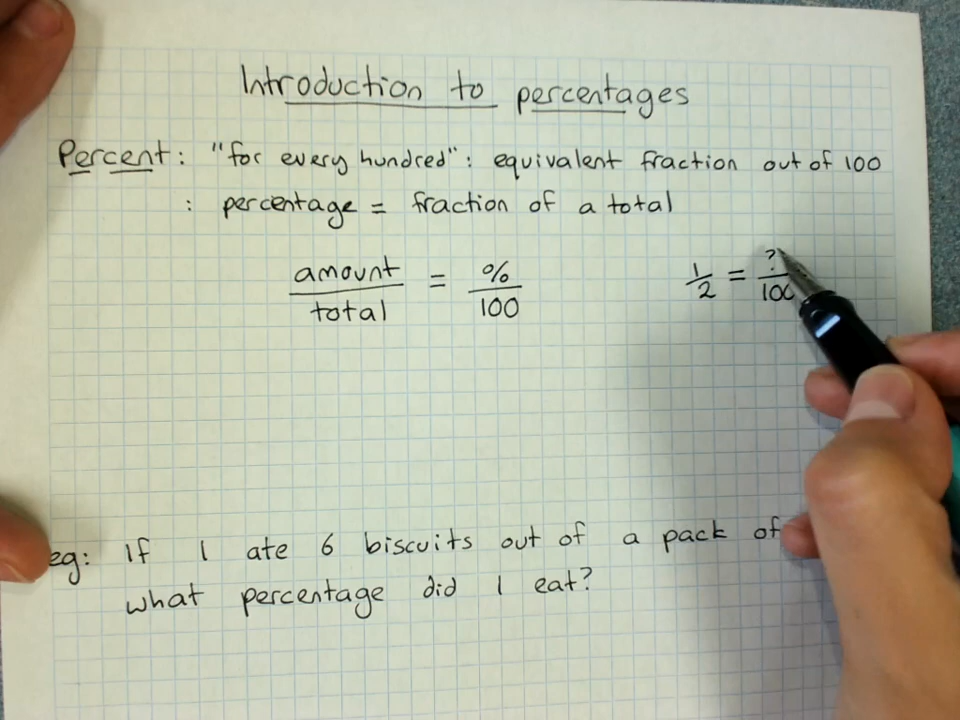 Introduction to percentages
Percent: "for every hundred": equivalent fraction out of 100
: percentage = fraction of a total
amount/total = %/100
1/2 = ?/100
eg: If I ate 6 biscuits out of a pack of
what percentage did I eat?